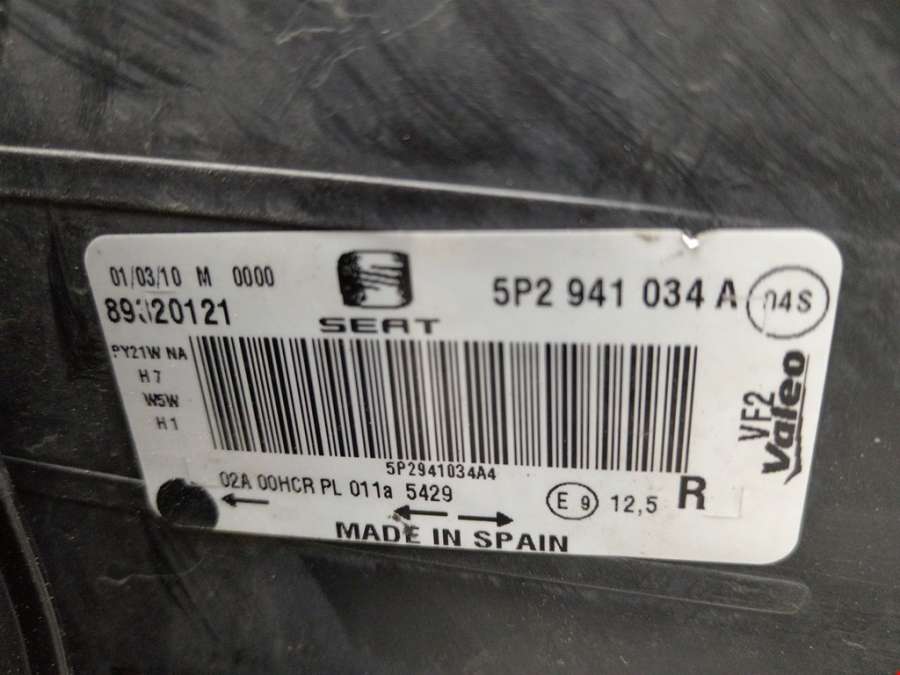 01/03/10 M 0000
89320121
SEAT
5P2 941 034 A
04S
PY21W NA
H7
W5W
H1
VF2
Valeo
5P2941034A4
02A 00HCR PL 011a 5429
E 9 12,5 R
MADE IN SPAIN